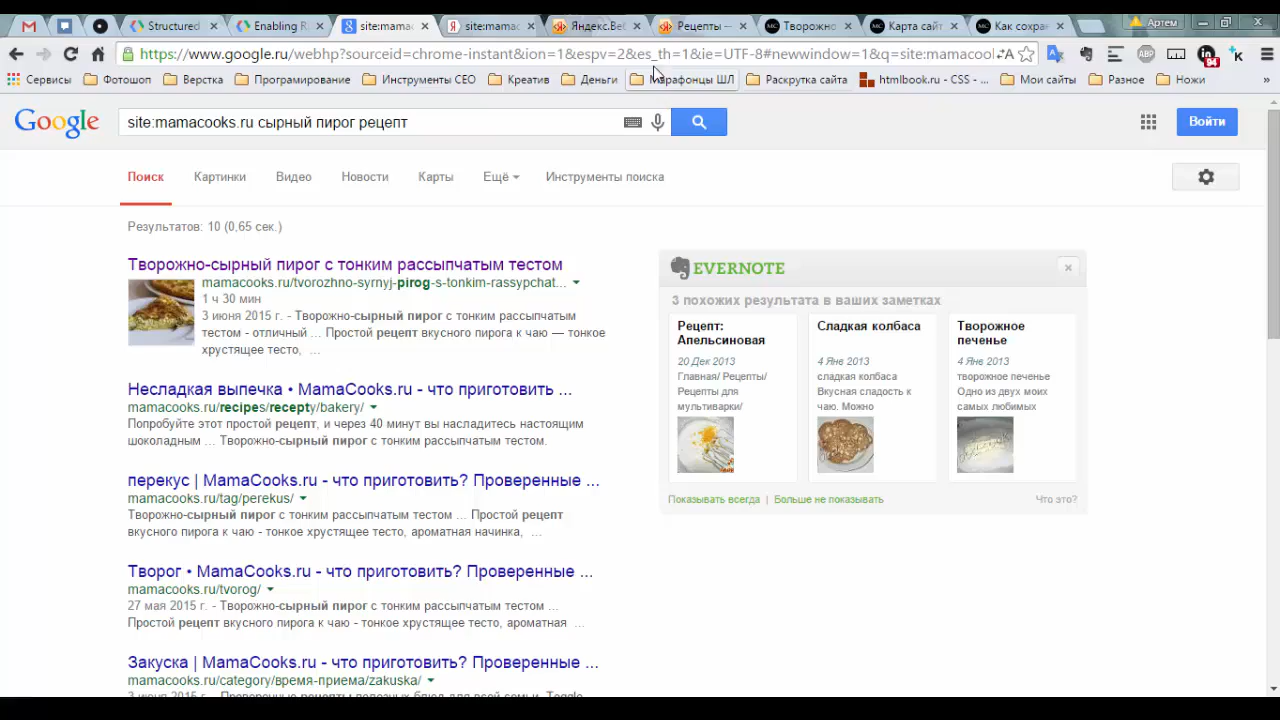 Structured
Enabling R
site:mamac
site:mamac
Яндекс.Ве
Рецепты —
Творожно
Карта сайт
Как сохран
Артем
https://www.google.ru/webhp?sourceid=chrome-instant&ion=1&espv=2&es_th=1&ie=UTF-8#newwindow=1&q=site:mamacool
Сервисы Фотошоп Верстка Програмирование Инструменты СЕО креатив Деньги Марафонцы ШЛ Раскрутка сайта htmlbook.ru - CSS - ... Мои сайты Разное Ножи »
Google
site:mamacooks.ru сырный пирог рецепт
Войти
Поиск Картинки Видео Новости Карты Ещё Инструменты поиска
Результатов: 10 (0,65 сек.)
Творожно-сырный пирог с тонким рассыпчатым тестом
mamacooks.ru/tvorozhno-syrnyj-pirog-s-tonkim-rassypchat...
1 ч 30 мин
3 июня 2015 г. - Творожно-сырный пирог с тонким рассыпчатым
тестом - отличный ... Простой рецепт вкусного пирога к чаю — тонкое
хрустящее тесто, ...
Несладкая выпечка • MamaCooks.ru - что приготовить ...
mamacooks.ru/recipes/recepty/bakery/
Попробуйте этот простой рецепт, и через 40 минут вы насладитесь настоящим
шоколадным ... Творожно-сырный пирог с тонким рассыпчатым тестом.
перекус | MamaCooks.ru - что приготовить? Проверенные ...
mamacooks.ru/tag/perekus/
Творожно-сырный пирог с тонким рассыпчатым тестом ... Простой рецепт
вкусного пирога к чаю - тонкое хрустящее тесто, ароматная начинка, ...
Творог • MamaCooks.ru - что приготовить? Проверенные ...
mamacooks.ru/tvorog/
27 мая 2015 г. - Творожно-сырный пирог с тонким рассыпчатым тестом ...
Простой рецепт вкусного пирога к чаю - тонкое хрустящее тесто, ароматная ...
Закуска | MamaCooks.ru - что приготовить? Проверенные ...
mamacooks.ru/category/время-приема/zakuska/
3 июня 2015 г. - Проверенные рецепты полезных блюд для всей семьи. Toggle
EVERNOTE
3 похожих результата в ваших заметках
Рецепт:
Апельсиновая
20 Дек 2013
Главная/ Рецепты/
Рецепты для
мультиварки/
Сладкая колбаса
4 Янв 2013
сладкая колбаса
Вкусная сладость к
чаю. Можно
Творожное
печенье
4 Янв 2013
творожное печенье
Одно из двух моих
самых любимых
Показывать всегда | Больше не показывать Что это?